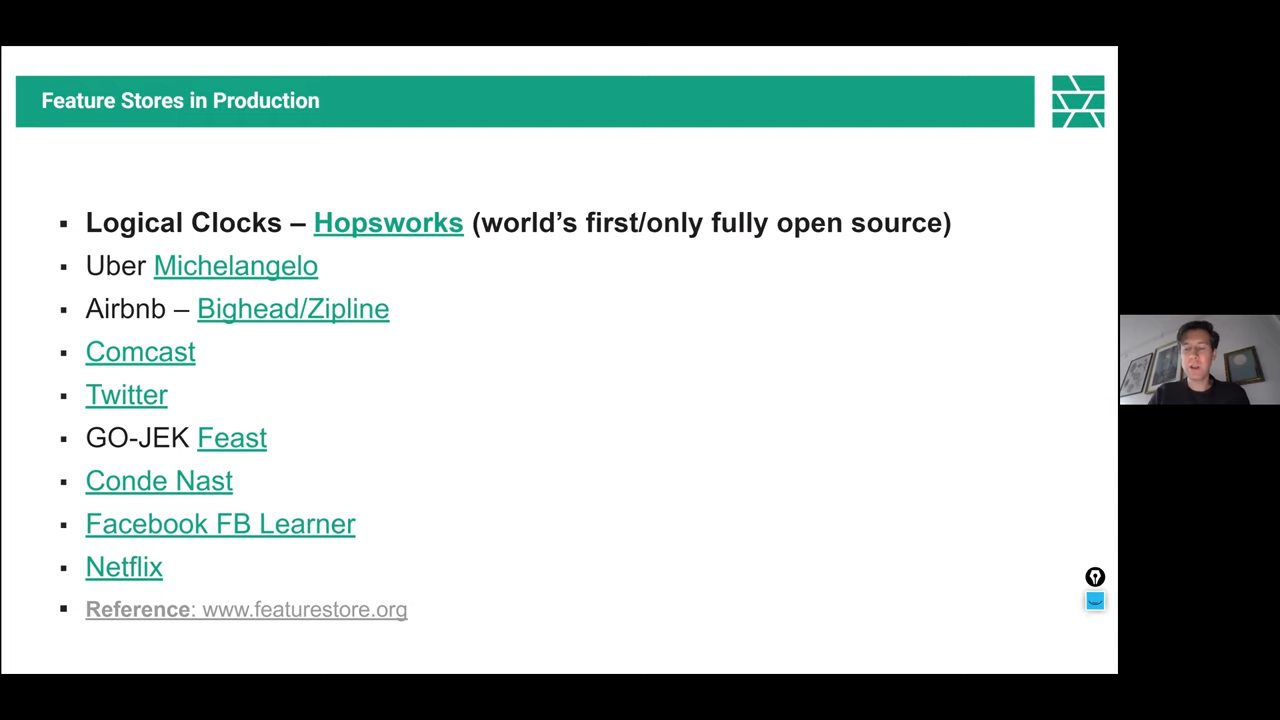 Feature Stores in Production
▪ Logical Clocks – Hopsworks (world’s first/only fully open source)
▪ Uber Michelangelo
▪ Airbnb – Bighead/Zipline
▪ Comcast
▪ Twitter
▪ GO-JEK Feast
▪ Conde Nast
▪ Facebook FB Learner
▪ Netflix
▪ Reference: www.featurestore.org